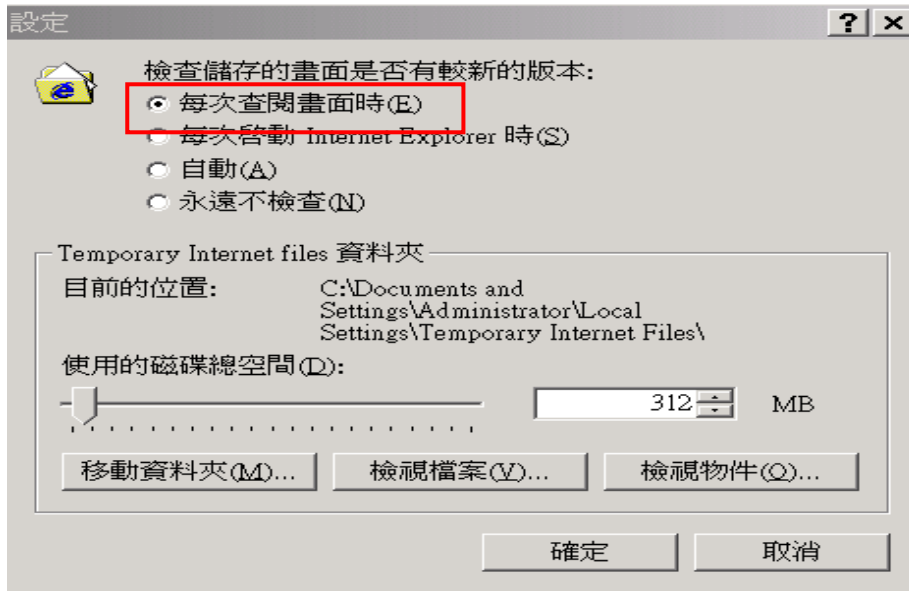 設定
檢查儲存的畫面是否有較新的版本:
每次查閱畫面時(E)
每次啓動 Internet Explorer 時(S)
自動(A)
永遠不檢查(N)
Temporary Internet files 資料夾
目前的位置: C:\Documents and
Settings\Administrator\Local
Settings\Temporary Internet Files\
使用的磁碟總空間(D):
312 MB
移動資料夾(M)... 檢視檔案(V)... 檢視物件(O)...
確定 取消